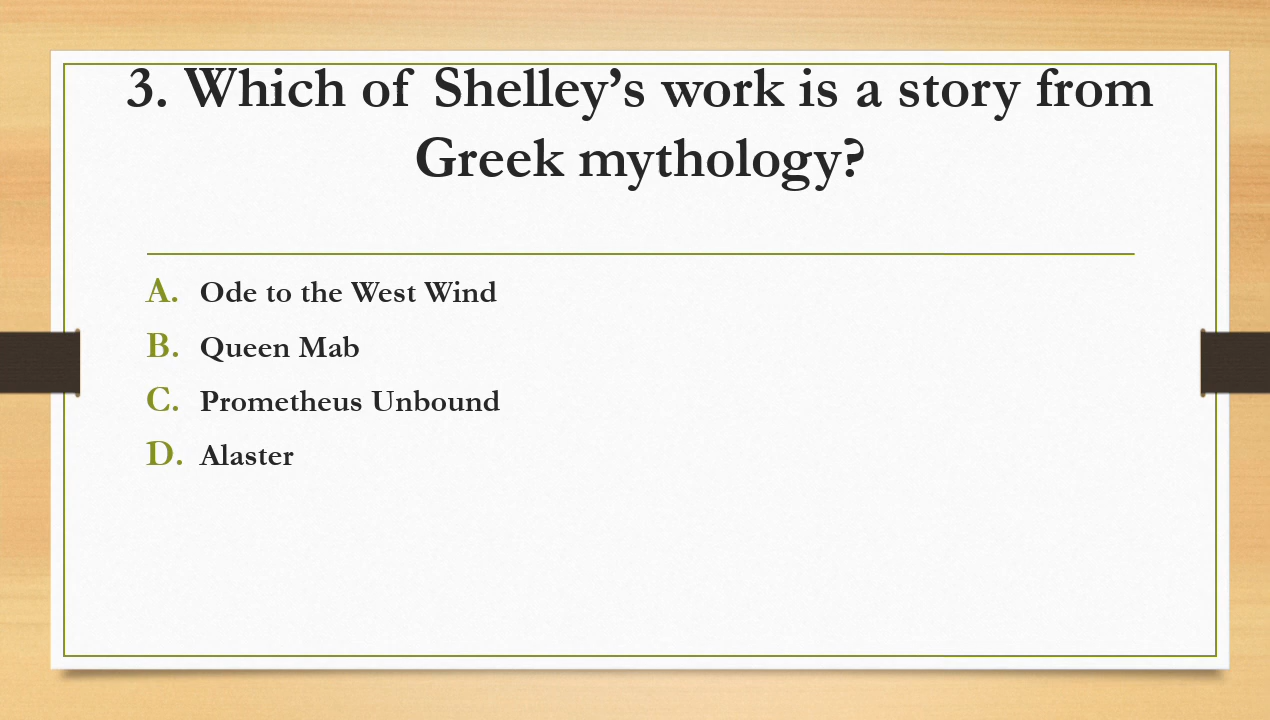 3. Which of Shelley’s work is a story from
Greek mythology?
A. Ode to the West Wind
B. Queen Mab
C. Prometheus Unbound
D. Alaster